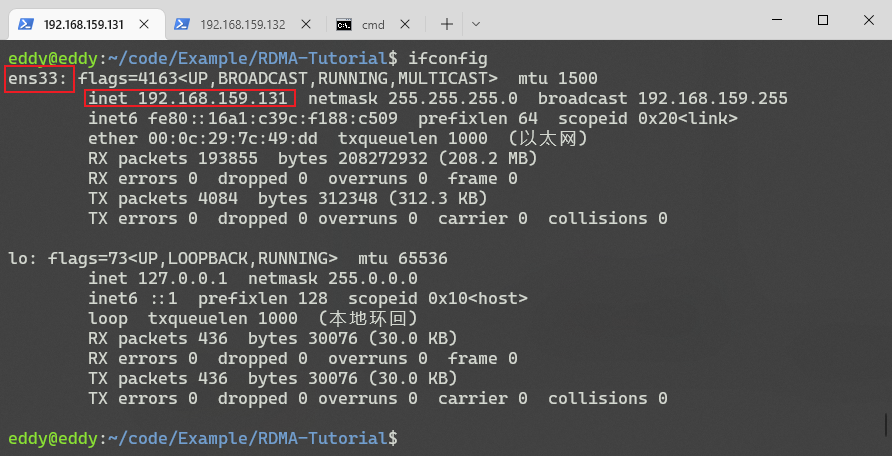 192.168.159.131 192.168.159.132 cmd
eddy@eddy:~/code/Example/RDMA-Tutorial$ ifconfig
ens33: flags=4163<UP,BROADCAST,RUNNING,MULTICAST>  mtu 1500
        inet 192.168.159.131  netmask 255.255.255.0  broadcast 192.168.159.255
        inet6 fe80::16a1:c39c:f188:c509  prefixlen 64  scopeid 0x20<link>
        ether 00:0c:29:7c:49:dd  txqueuelen 1000  (以太网)
        RX packets 193855  bytes 208272932 (208.2 MB)
        RX errors 0  dropped 0  overruns 0  frame 0
        TX packets 4084  bytes 312348 (312.3 KB)
        TX errors 0  dropped 0 overruns 0  carrier 0  collisions 0
lo: flags=73<UP,LOOPBACK,RUNNING>  mtu 65536
        inet 127.0.0.1  netmask 255.0.0.0
        inet6 ::1  prefixlen 128  scopeid 0x10<host>
        loop  txqueuelen 1000  (本地环回)
        RX packets 436  bytes 30076 (30.0 KB)
        RX errors 0  dropped 0  overruns 0  frame 0
        TX packets 436  bytes 30076 (30.0 KB)
        TX errors 0  dropped 0 overruns 0  carrier 0  collisions 0
eddy@eddy:~/code/Example/RDMA-Tutorial$